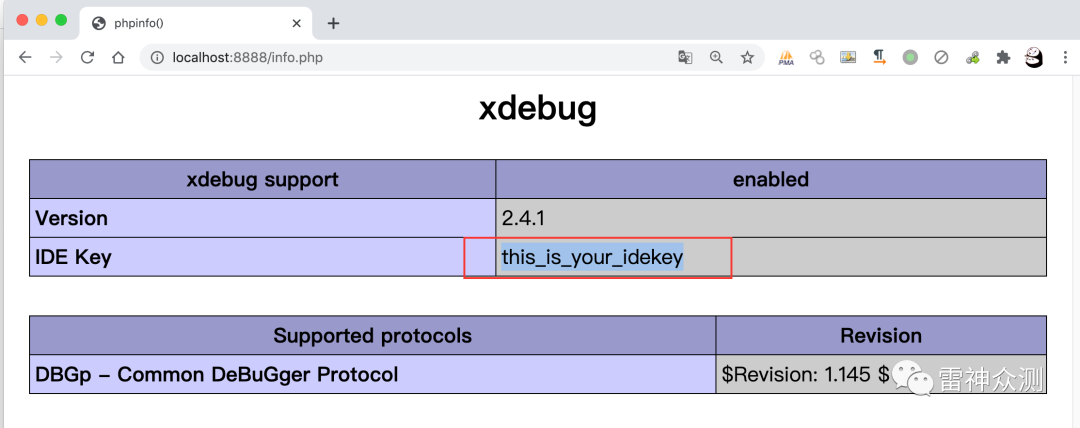 phpinfo()
localhost:8888/info.php
PMA
xdebug
xdebug support enabled
Version 2.4.1
IDE Key this_is_your_idekey
Supported protocols Revision
DBGp – Common DeBuGger Protocol $Revision: 1.145 $
雷神众测